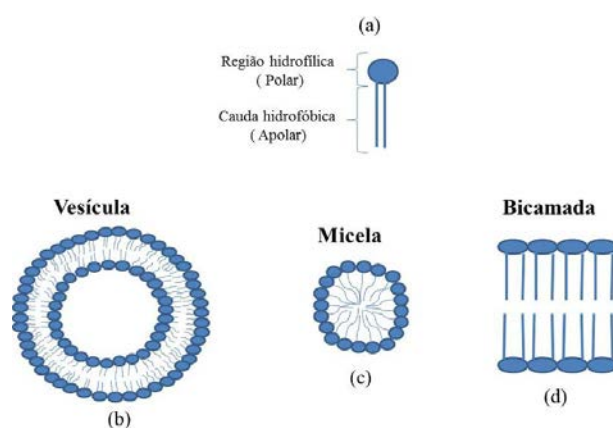 (a)
Região hidrofílica
( Polar)
Cauda hidrofóbica
( Apolar)
Vesícula
Micela
Bicamada
(b)
(c)
(d)